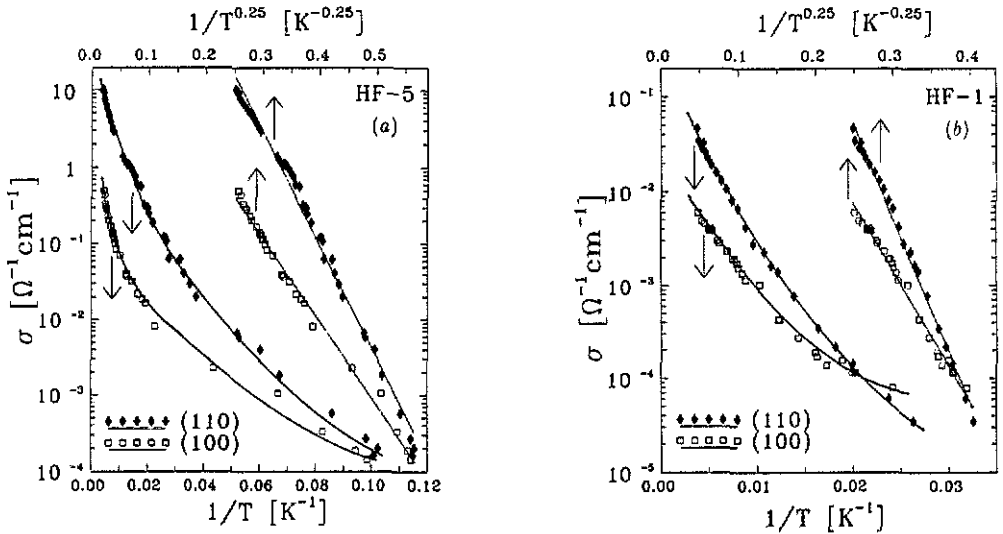 1/T^0.25 [K^-0.25]
0.0 0.1 0.2 0.3 0.4 0.5
10
1
10^-1
10^-2
10^-3
10^-4
σ [Ω^-1cm^-1]
HF-5
(a)
(110)
(100)
0.00 0.02 0.04 0.06 0.08 0.10 0.12
1/T [K^-1]
1/T^0.25 [K^-0.25]
0.0 0.1 0.2 0.3 0.4
10^-1
10^-2
10^-3
10^-4
10^-5
σ [Ω^-1cm^-1]
HF-1
(b)
(110)
(100)
0.00 0.01 0.02 0.03
1/T [K^-1]